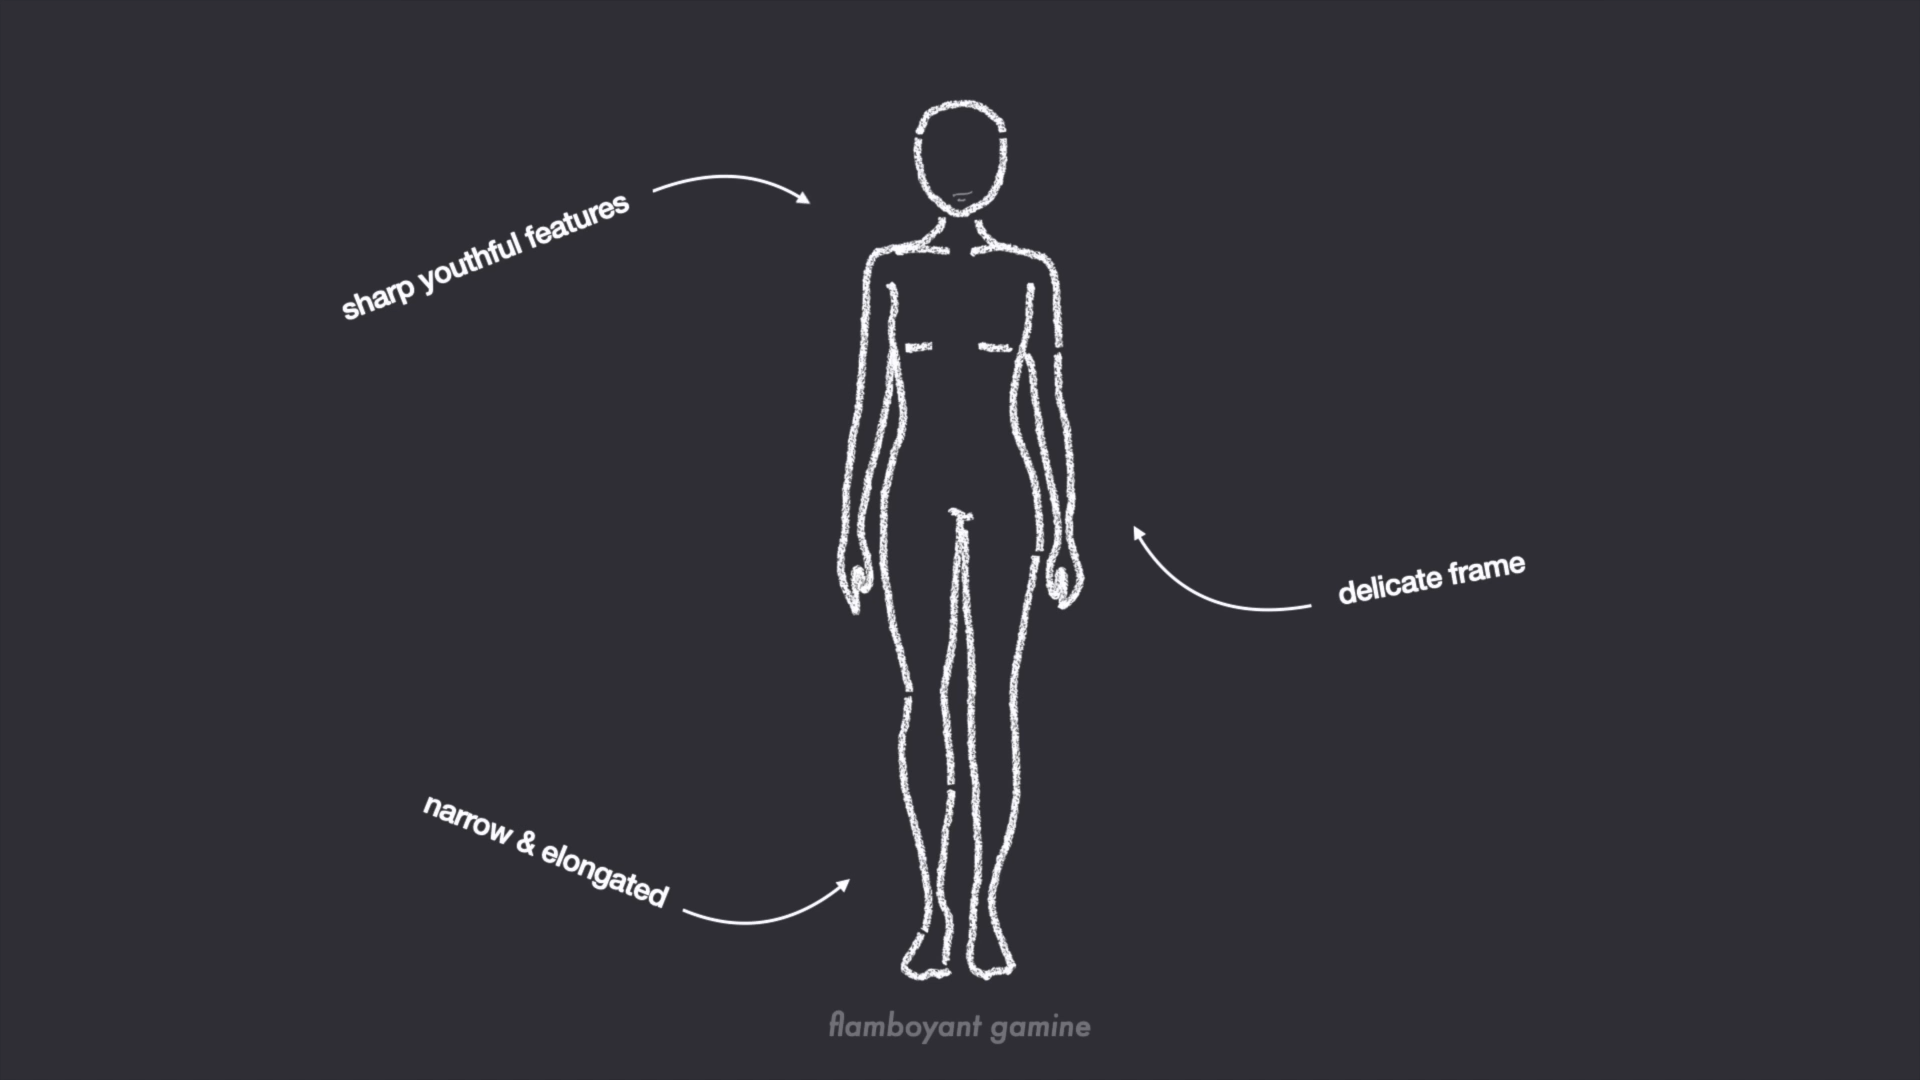 sharp youthful features
delicate frame
narrow & elongated
flamboyant gamine